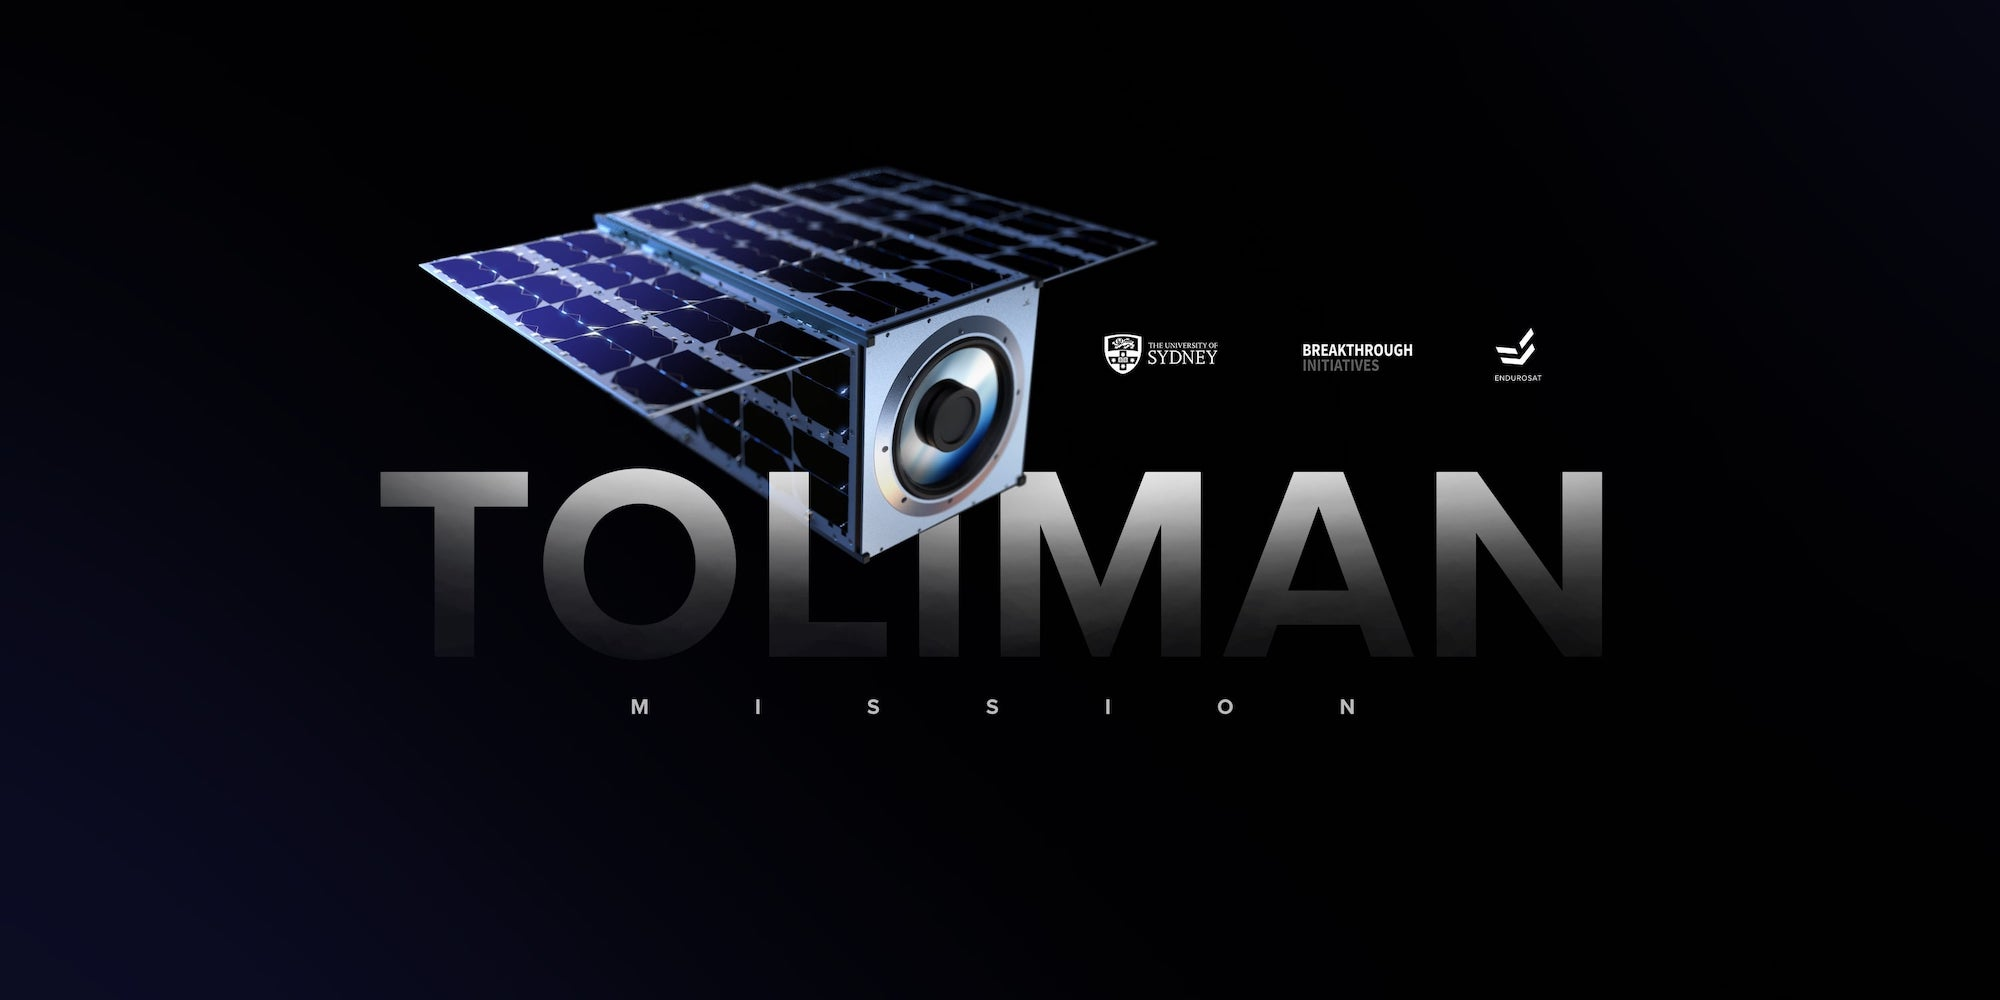 THE UNIVERSITY OF
SYDNEY
BREAKTHROUGH
INITIATIVES
ENDUROSAT
TOLIMAN
MISSION